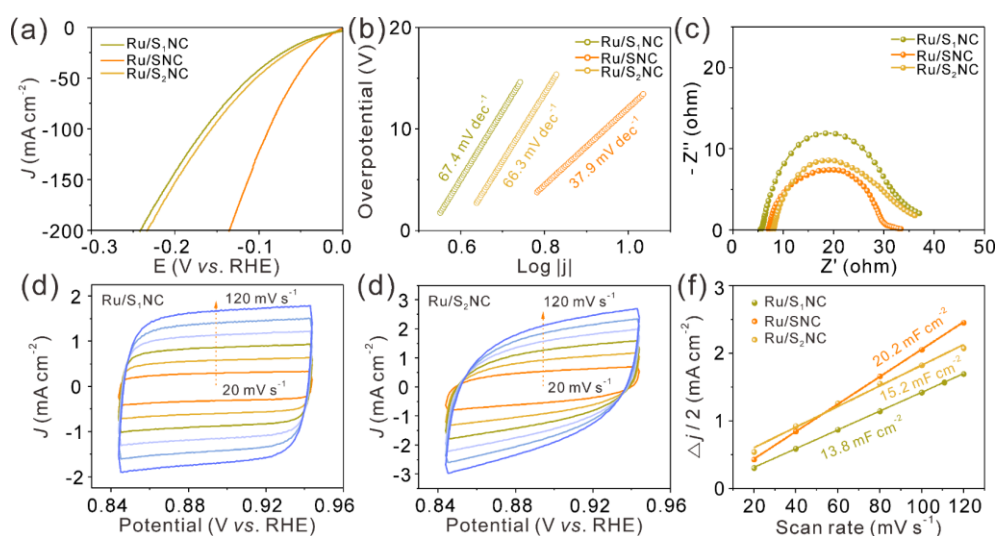 (a)
Ru/S₁NC
Ru/SNC
Ru/S₂NC
J (mA cm⁻²)
0
-50
-100
-150
-200
-0.3
-0.2
-0.1
0.0
E (V vs. RHE)
(b)
Ru/S₁NC
Ru/SNC
Ru/S₂NC
Overpotential (V)
20
10
0
67.4 mV dec⁻¹
66.3 mV dec⁻¹
37.9 mV dec⁻¹
0.6
0.8
1.0
Log |j|
(c)
Ru/S₁NC
Ru/SNC
Ru/S₂NC
- Z'' (ohm)
20
10
0
0
10
20
30
40
50
Z' (ohm)
(d)
Ru/S₁NC
120 mV s⁻¹
20 mV s⁻¹
J (mA cm⁻²)
2
1
0
-1
-2
0.84
0.88
0.92
0.96
Potential (V vs. RHE)
(d)
Ru/S₂NC
120 mV s⁻¹
20 mV s⁻¹
J (mA cm⁻²)
3
2
1
0
-1
-2
-3
0.84
0.88
0.92
0.96
Potential (V vs. RHE)
(f)
Ru/S₁NC
Ru/SNC
Ru/S₂NC
20.2 mF cm⁻²
15.2 mF cm⁻²
13.8 mF cm⁻²
△j / 2 (mA cm⁻²)
3
2
1
0
20
40
60
80
100
120
Scan rate (mV s⁻¹)